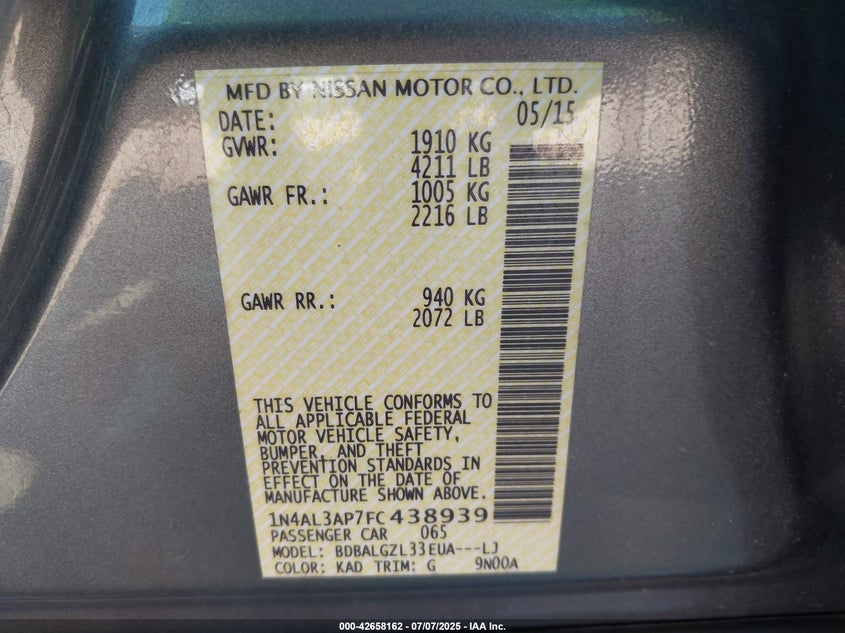 MFD BY NISSAN MOTOR CO., LTD.
DATE: 05/15
GVWR: 1910 KG
4211 LB
GAWR FR.: 1005 KG
2216 LB
GAWR RR.: 940 KG
2072 LB
THIS VEHICLE CONFORMS TO
ALL APPLICABLE FEDERAL
MOTOR VEHICLE SAFETY,
BUMPER, AND THEFT
PREVENTION STANDARDS IN
EFFECT ON THE DATE OF
MANUFACTURE SHOWN ABOVE.
1N4AL3AP7FC438939
PASSENGER CAR 065
MODEL: BDBALGZL33EUA---LJ
COLOR: KAD TRIM: G 9N00A
000-42658162 - 07/07/2025 - IAA Inc.